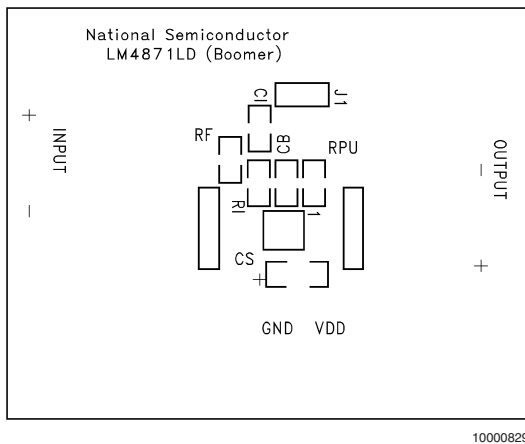 National Semiconductor
LM4871LD (Boomer)
CI
J1
+
INPUT
-
RF
CB
RPU
-
OUTPUT
+
RI
1
CS
+
GND VDD
10000829